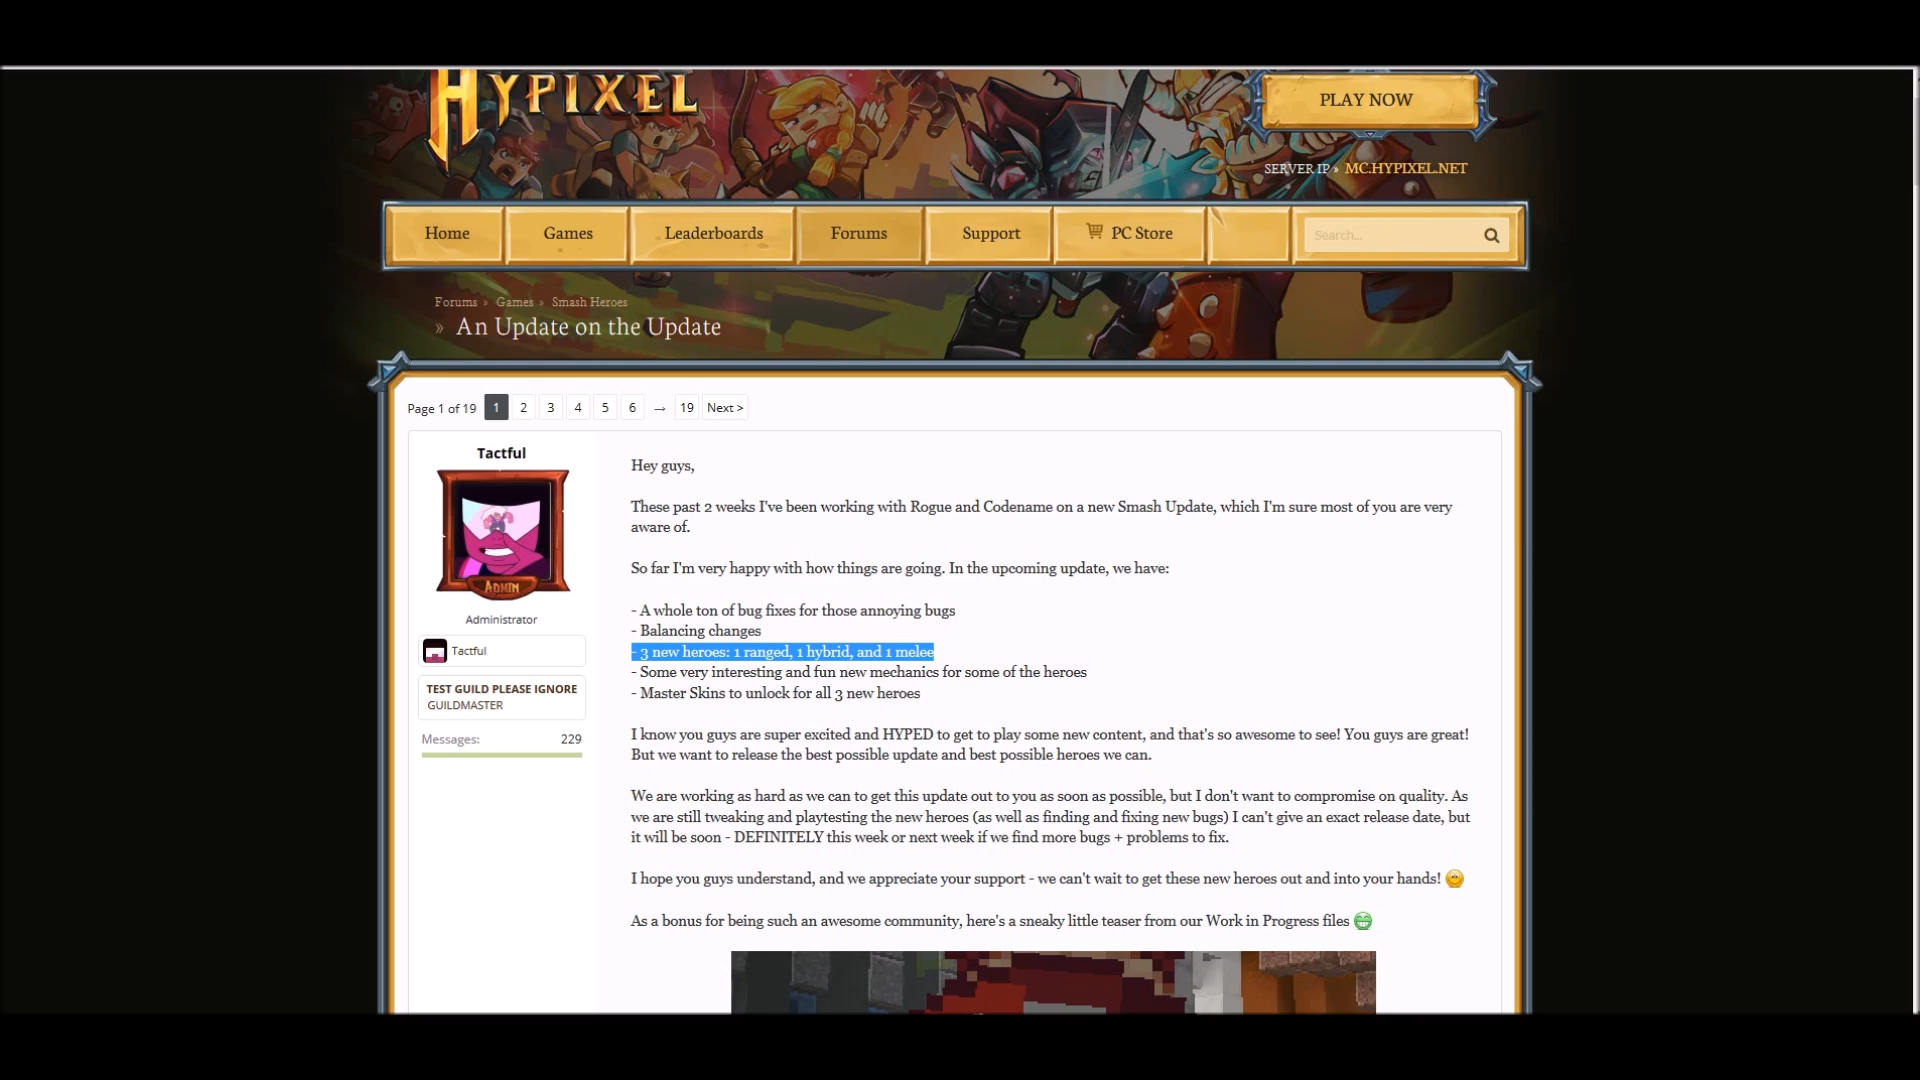 HYPIXEL
PLAY NOW
SERVER IP » MC.HYPIXEL.NET
Home
Games
Leaderboards
Forums
Support
PC Store
Search...
Forums » Games » Smash Heroes
» An Update on the Update
Page 1 of 19 1 2 3 4 5 6 → 19 Next >
Tactful
ADMIN
Administrator
Tactful
TEST GUILD PLEASE IGNORE
GUILDMASTER
Messages: 229
Hey guys,
These past 2 weeks I've been working with Rogue and Codename on a new Smash Update, which I'm sure most of you are very
aware of.
So far I'm very happy with how things are going. In the upcoming update, we have:
- A whole ton of bug fixes for those annoying bugs
- Balancing changes
- 3 new heroes: 1 ranged, 1 hybrid, and 1 melee
- Some very interesting and fun new mechanics for some of the heroes
- Master Skins to unlock for all 3 new heroes
I know you guys are super excited and HYPED to get to play some new content, and that's so awesome to see! You guys are great!
But we want to release the best possible update and best possible heroes we can.
We are working as hard as we can to get this update out to you as soon as possible, but I don't want to compromise on quality. As
we are still tweaking and playtesting the new heroes (as well as finding and fixing new bugs) I can't give an exact release date, but
it will be soon - DEFINITELY this week or next week if we find more bugs + problems to fix.
I hope you guys understand, and we appreciate your support - we can't wait to get these new heroes out and into your hands!
As a bonus for being such an awesome community, here's a sneaky little teaser from our Work in Progress files